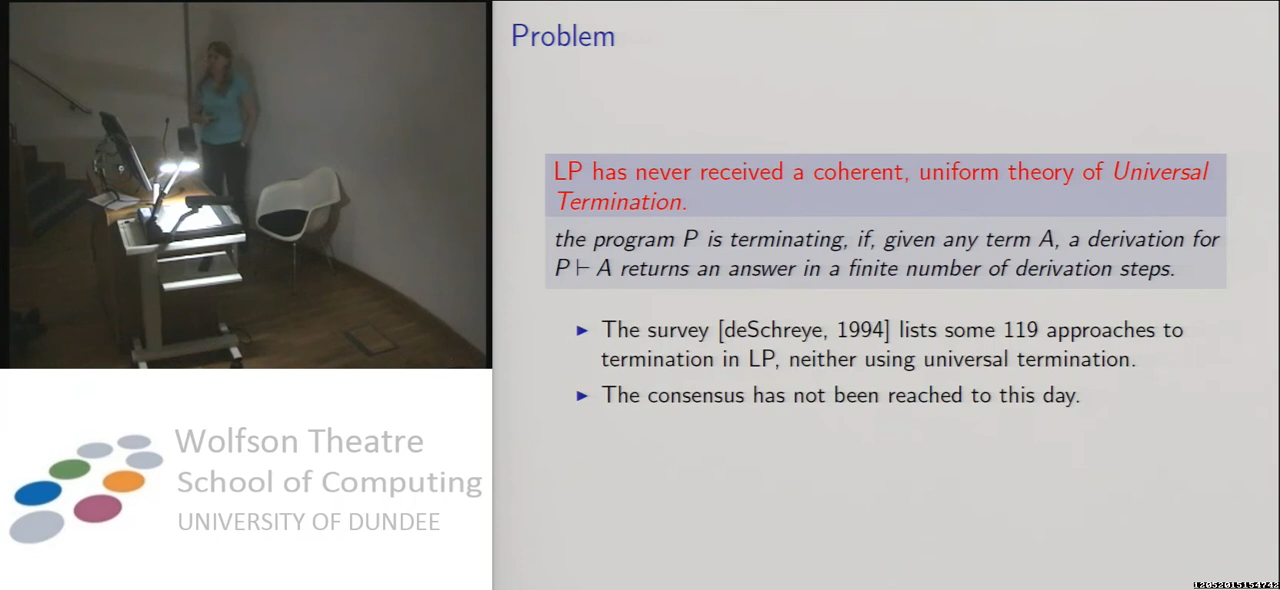 Problem
LP has never received a coherent, uniform theory of Universal
Termination.
the program P is terminating, if, given any term A, a derivation for
P ⊢ A returns an answer in a finite number of derivation steps.
► The survey [deSchreye, 1994] lists some 119 approaches to
termination in LP, neither using universal termination.
► The consensus has not been reached to this day.
Wolfson Theatre
School of Computing
UNIVERSITY OF DUNDEE